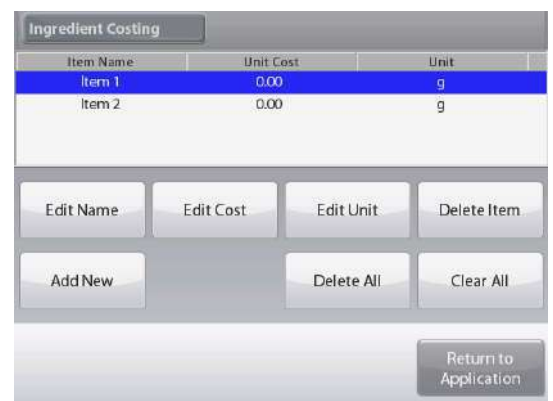 Ingredient Costing
Item Name Unit Cost Unit
Item 1 0.00 g
Item 2 0.00 g
Edit Name Edit Cost Edit Unit Delete Item
Add New Delete All Clear All
Return to
Application